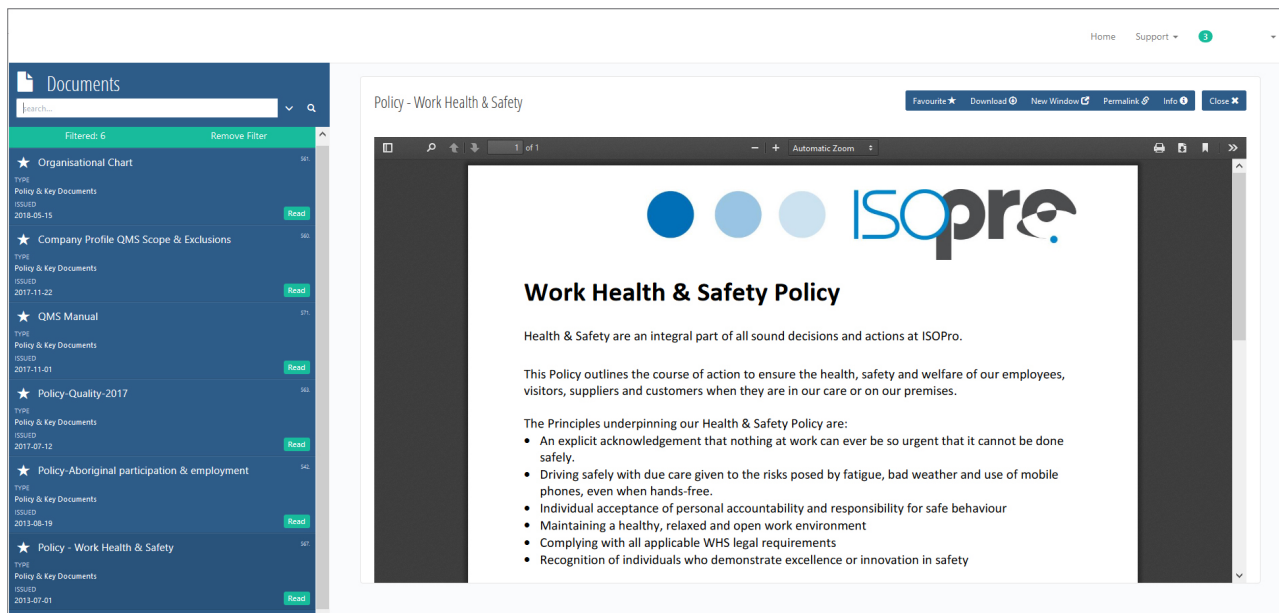 Home Support 3
Documents
search...
Filtered: 6 Remove Filter
Organisational Chart 561.
TYPE
Policy & Key Documents
ISSUED
2018-05-15 Read
Company Profile QMS Scope & Exclusions 560.
TYPE
Policy & Key Documents
ISSUED
2017-11-22 Read
QMS Manual 371.
TYPE
Policy & Key Documents
ISSUED
2017-11-01 Read
Policy-Quality-2017
TYPE
Policy & Key Documents
ISSUED
2017-07-12 Read
Policy-Aboriginal participation & employment 542.
TYPE
Policy & Key Documents
ISSUED
2013-08-19 Read
Policy - Work Health & Safety 567.
TYPE
Policy & Key Documents
ISSUED
2013-07-01 Read
Policy - Work Health & Safety
Favourite Download New Window Permalink Info Close
1 of 1 Automatic Zoom
ISOpro.
Work Health & Safety Policy
Health & Safety are an integral part of all sound decisions and actions at ISOPro.
This Policy outlines the course of action to ensure the health, safety and welfare of our employees,
visitors, suppliers and customers when they are in our care or on our premises.
The Principles underpinning our Health & Safety Policy are:
• An explicit acknowledgement that nothing at work can ever be so urgent that it cannot be done
safely.
• Driving safely with due care given to the risks posed by fatigue, bad weather and use of mobile
phones, even when hands-free.
• Individual acceptance of personal accountability and responsibility for safe behaviour
• Maintaining a healthy, relaxed and open work environment
• Complying with all applicable WHS legal requirements
• Recognition of individuals who demonstrate excellence or innovation in safety